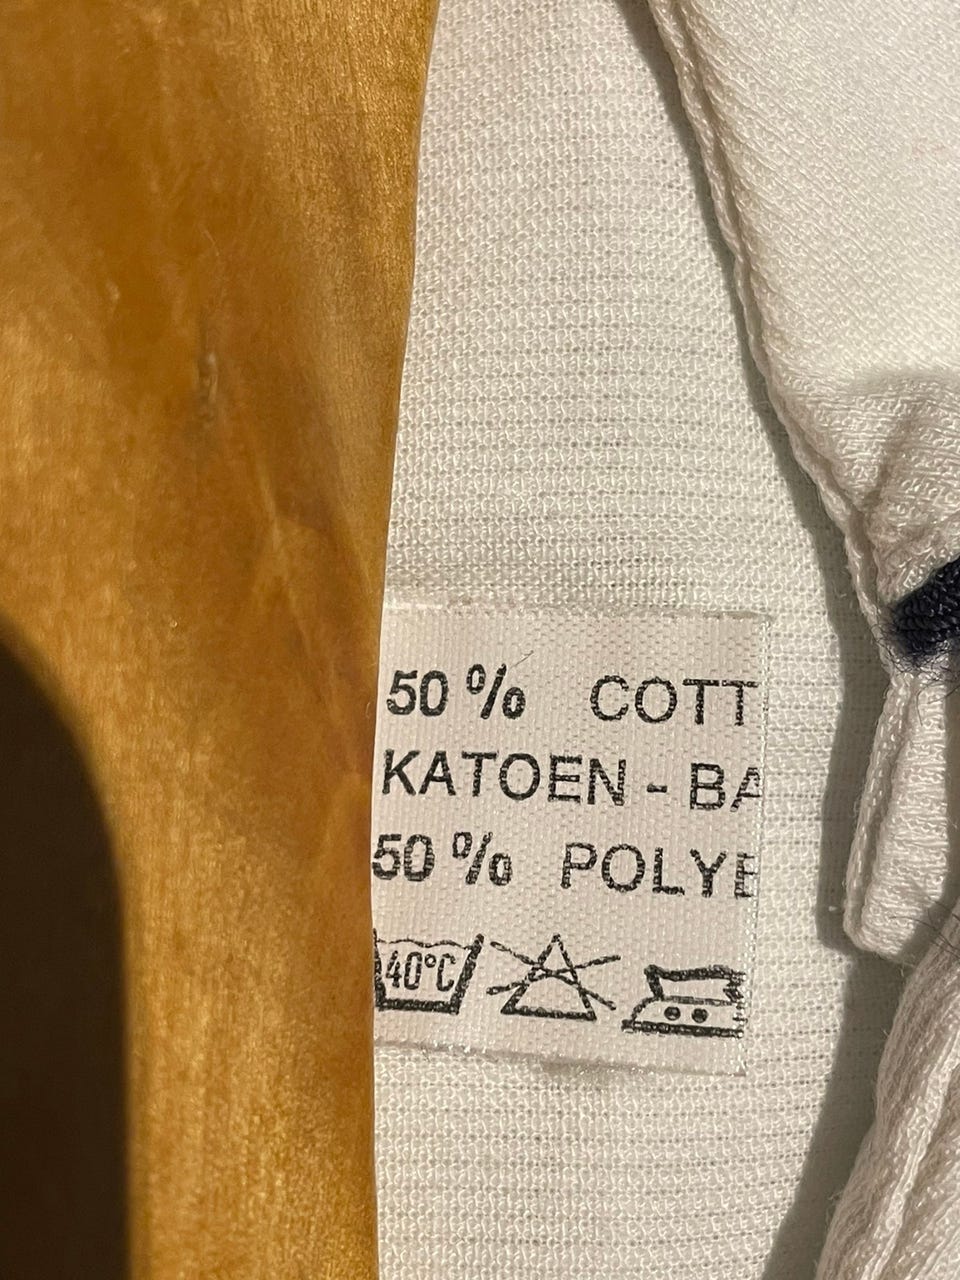 50 % COTT
KATOEN - BA
50 % POLYE
40°C